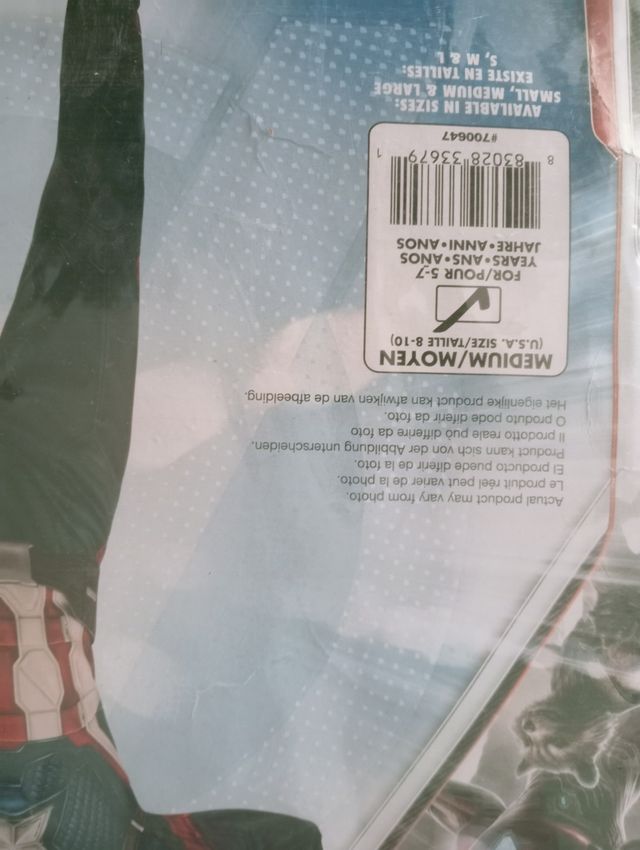 Actual product may vary from photo.
Le produit réel peut varier de la photo.
El producto puede diferir de la foto.
Product kann sich von der Abbildung unterscheiden.
Il prodotto reale può differire da foto
O produto pode diferir da foto.
Het eigenlijke product kan afwijken van de afbeelding.
MEDIUM/MOYEN
(U.S.A. SIZE/TAILLE 8-10)
FOR/POUR 5-7
YEARS•ANS•AÑOS
JAHRE•ANNI•ANOS
8 83028 33679 1
#700647
AVAILABLE IN SIZES:
SMALL, MEDIUM & LARGE
EXISTE EN TAILLES:
S, M & L